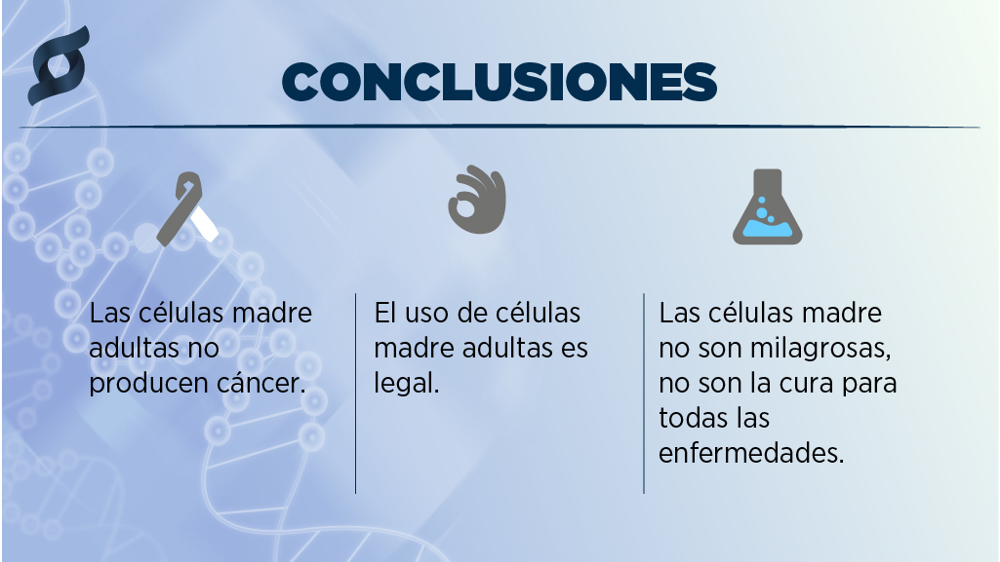 CONCLUSIONES
Las células madre
adultas no
producen cáncer.
El uso de células
madre adultas es
legal.
Las células madre
no son milagrosas,
no son la cura para
todas las
enfermedades.